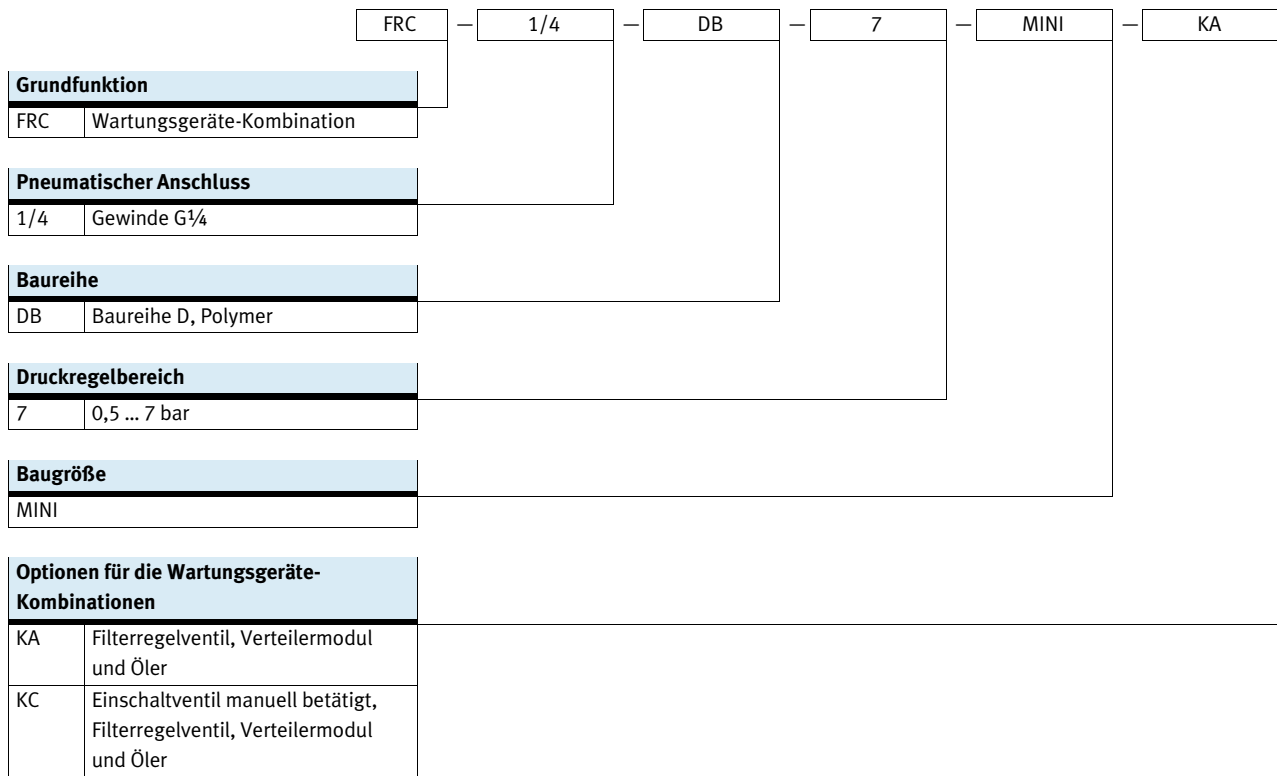 FRC — 1/4 — DB — 7 — MINI — KA
Grundfunktion
FRC Wartungsgeräte-Kombination
Pneumatischer Anschluss
1/4 Gewinde G¼
Baureihe
DB Baureihe D, Polymer
Druckregelbereich
7 0,5 ... 7 bar
Baugröße
MINI
Optionen für die Wartungsgeräte-
Kombinationen
KA Filterregelventil, Verteilermodul
und Öler
KC Einschaltventil manuell betätigt,
Filterregelventil, Verteilermodul
und Öler